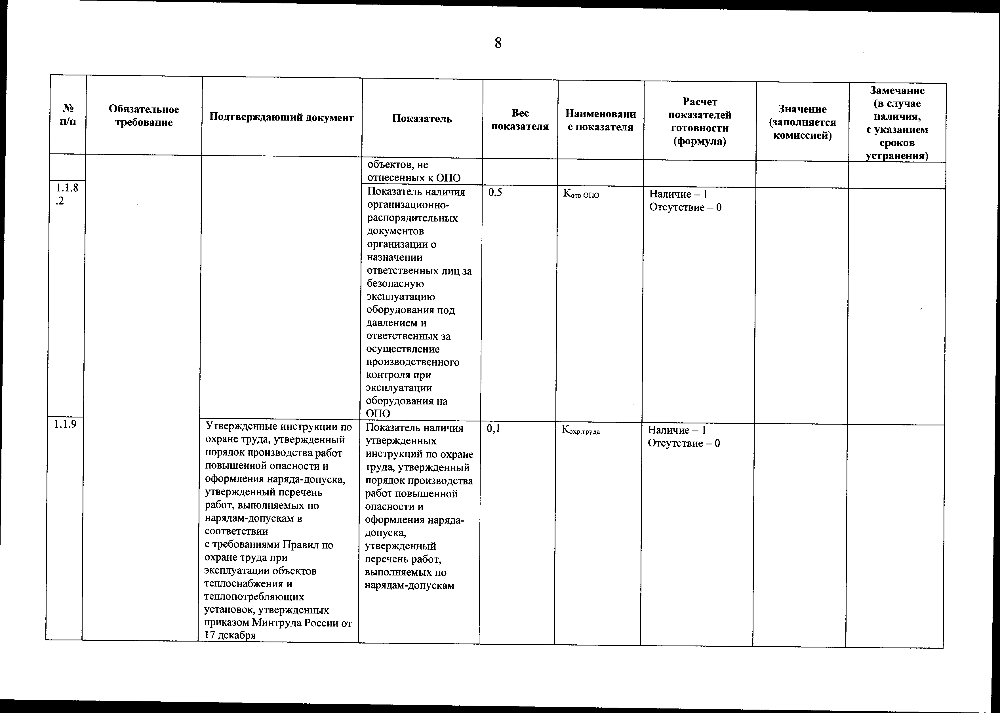 8
№
п/п
Обязательное
требование
Подтверждающий документ
Показатель
Вес
показателя
Наименовани
е показателя
Расчет
показателей
готовности
(формула)
Значение
(заполняется
комиссией)
Замечание
(в случае
наличия,
с указанием
сроков
устранения)
объектов, не
отнесенных к ОПО
1.1.8
.2
Показатель наличия
организационно-
распорядительных
документов
организации о
назначении
ответственных лиц за
безопасную
эксплуатацию
оборудования под
давлением и
ответственных за
осуществление
производственного
контроля при
эксплуатации
оборудования на
ОПО
0,5
Котв ОПО
Наличие – 1
Отсутствие – 0
1.1.9
Утвержденные инструкции по
охране труда, утвержденный
порядок производства работ
повышенной опасности и
оформления наряда-допуска,
утвержденный перечень
работ, выполняемых по
нарядам-допускам в
соответствии
с требованиями Правил по
охране труда при
эксплуатации объектов
теплоснабжения и
теплопотребляющих
установок, утвержденных
приказом Минтруда России от
17 декабря
Показатель наличия
утвержденных
инструкций по охране
труда, утвержденный
порядок производства
работ повышенной
опасности и
оформления наряда-
допуска,
утвержденный
перечень работ,
выполняемых по
нарядам-допускам
0,1
Кохр.труда
Наличие – 1
Отсутствие – 0